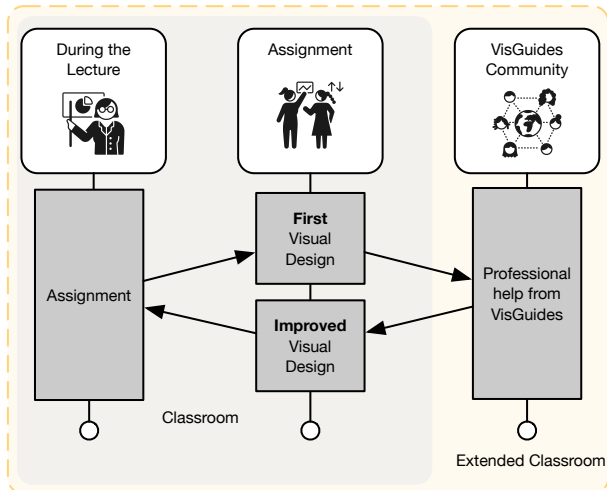 During the
Lecture
Assignment
VisGuides
Community
Assignment
First
Visual
Design
Improved
Visual
Design
Professional
help from
VisGuides
Classroom
Extended Classroom